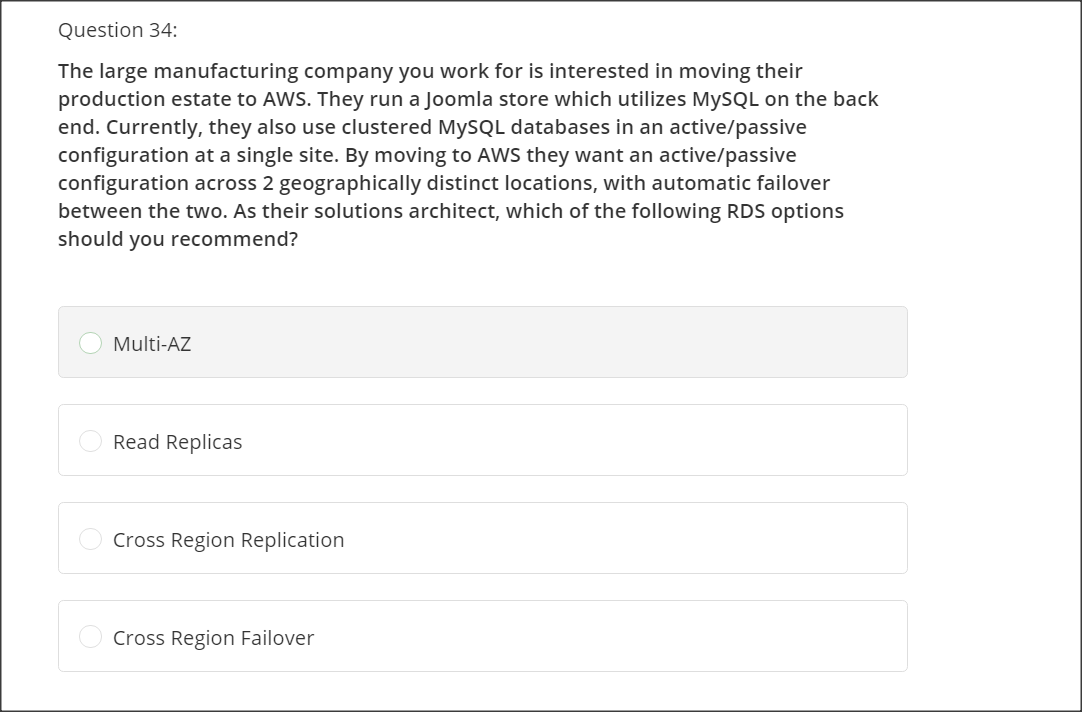 Question 34:
The large manufacturing company you work for is interested in moving their
production estate to AWS. They run a Joomla store which utilizes MySQL on the back
end. Currently, they also use clustered MySQL databases in an active/passive
configuration at a single site. By moving to AWS they want an active/passive
configuration across 2 geographically distinct locations, with automatic failover
between the two. As their solutions architect, which of the following RDS options
should you recommend?
Multi-AZ
Read Replicas
Cross Region Replication
Cross Region Failover